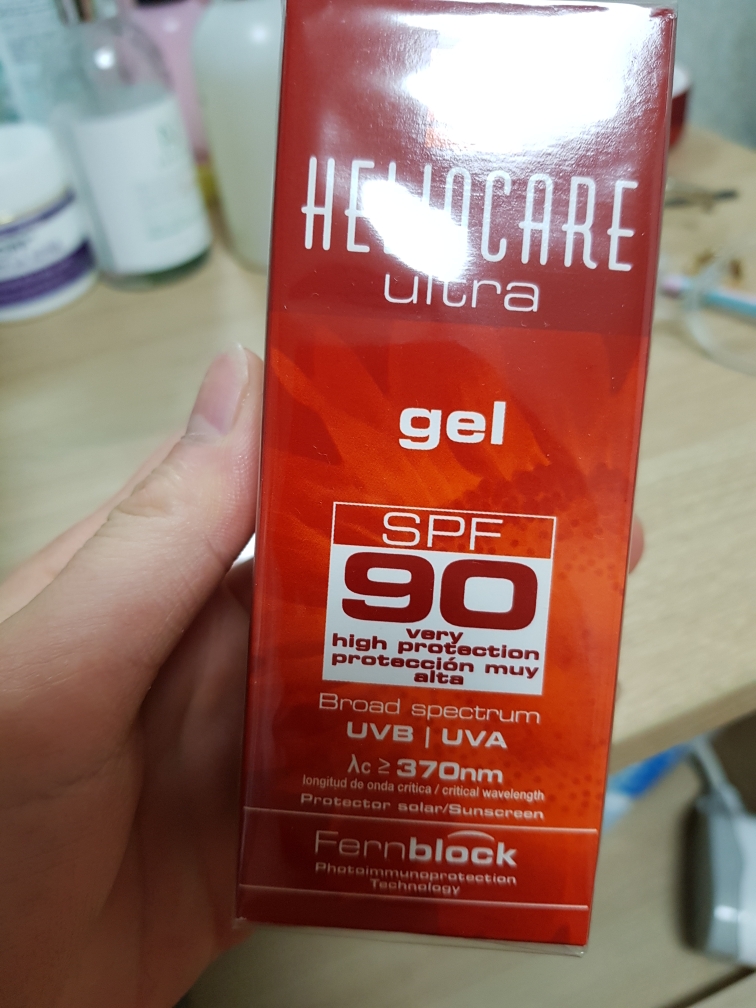 HELIOCARE
ultra
gel
SPF
90
very
high protection
protección muy
alta
Broad spectrum
UVB | UVA
λc ≥ 370nm
longitud de onda crítica / critical wavelength
Protector solar/Sunscreen
Fernblock
Photoimmunoprotection
Technology